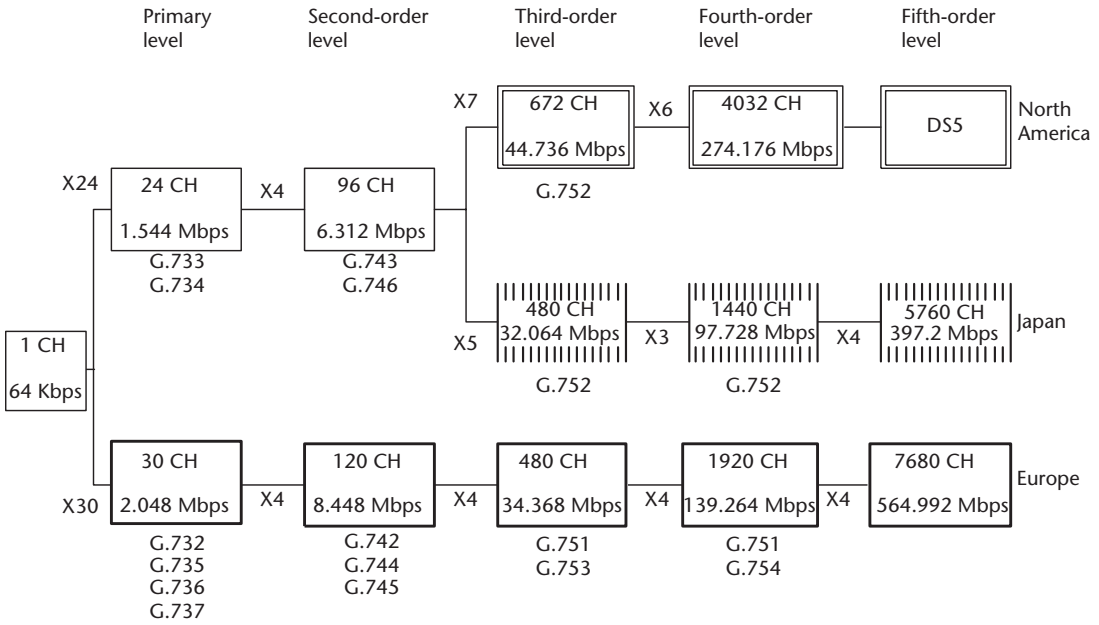 Primary level
Second-order level
Third-order level
Fourth-order level
Fifth-order level
X7
672 CH
44.736 Mbps
G.752
X6
4032 CH
274.176 Mbps
DS5
North America
X24
24 CH
1.544 Mbps
G.733
G.734
X4
96 CH
6.312 Mbps
G.743
G.746
X5
480 CH
32.064 Mbps
G.752
X3
1440 CH
97.728 Mbps
G.752
X4
5760 CH
397.2 Mbps
Japan
1 CH
64 Kbps
X30
30 CH
2.048 Mbps
G.732
G.735
G.736
G.737
X4
120 CH
8.448 Mbps
G.742
G.744
G.745
X4
480 CH
34.368 Mbps
G.751
G.753
X4
1920 CH
139.264 Mbps
G.751
G.754
X4
7680 CH
564.992 Mbps
Europe